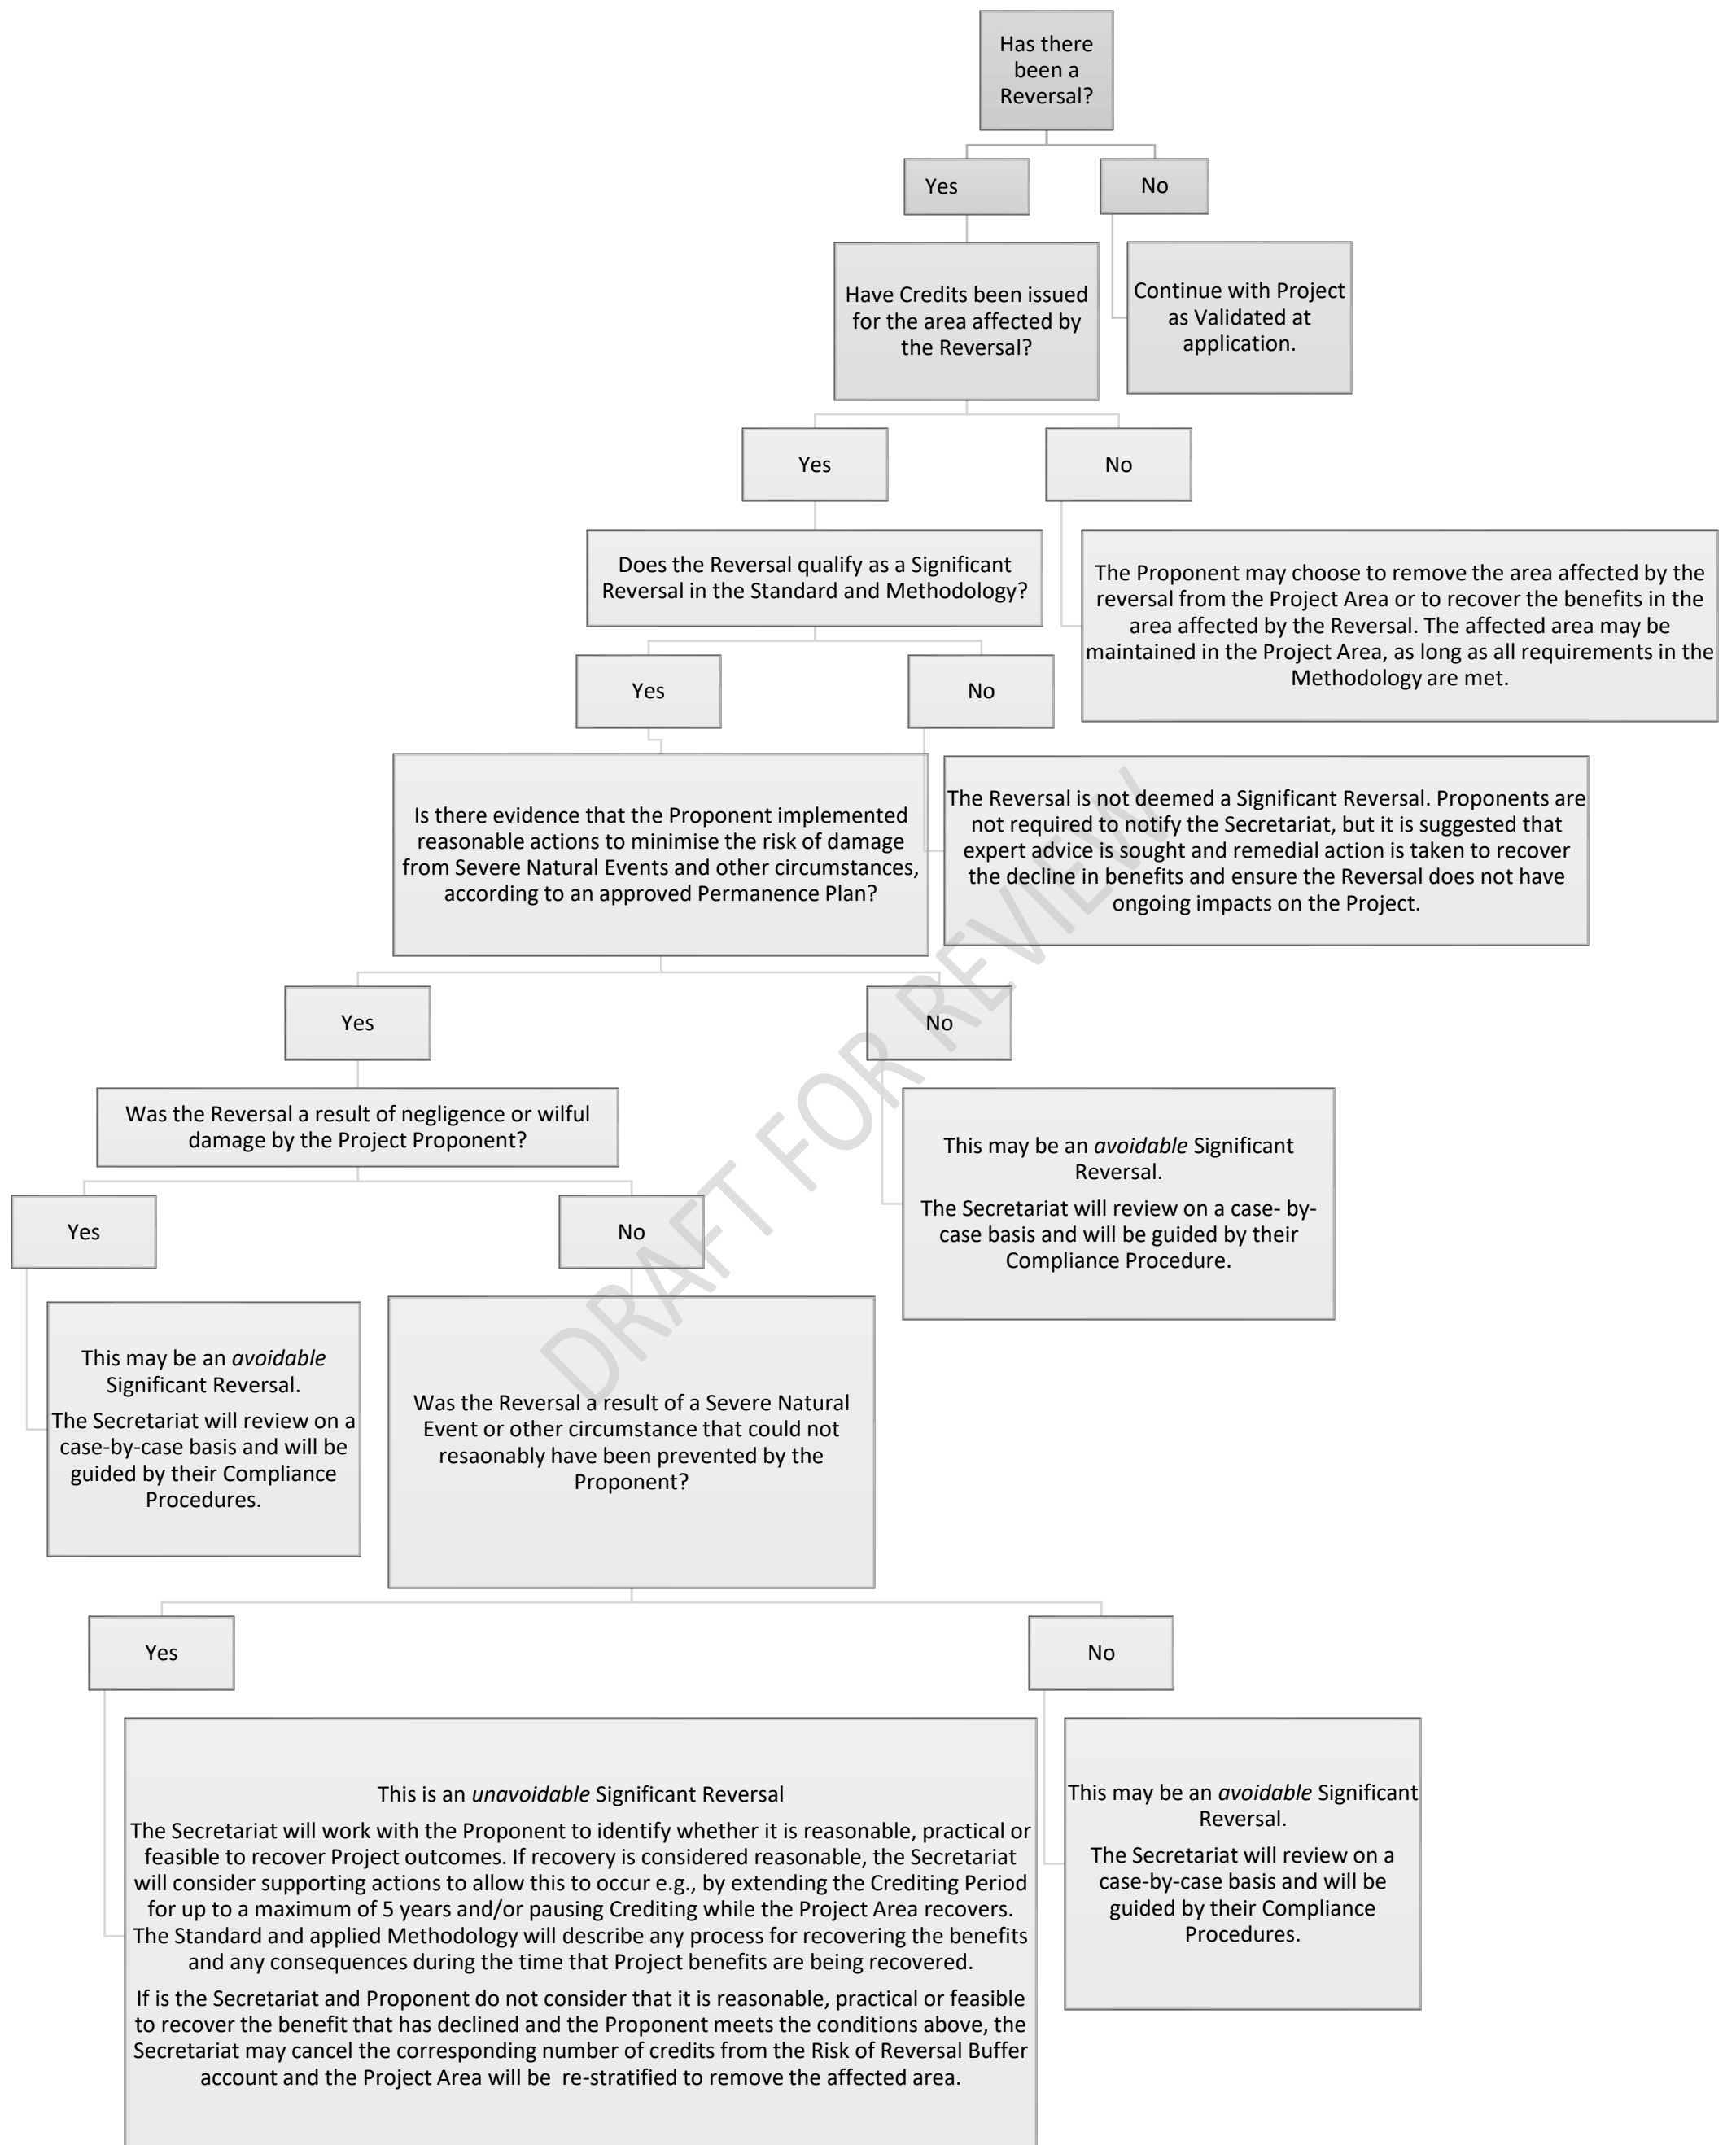 Has there
been a
Reversal?
Yes
No
Have Credits been issued
for the area affected by
the Reversal?
Continue with Project
as Validated at
application.
Yes
No
Does the Reversal qualify as a Significant
Reversal in the Standard and Methodology?
The Proponent may choose to remove the area affected by the
reversal from the Project Area or to recover the benefits in the
area affected by the Reversal. The affected area may be
maintained in the Project Area, as long as all requirements in the
Methodology are met.
Yes
No
Is there evidence that the Proponent implemented
reasonable actions to minimise the risk of damage
from Severe Natural Events and other circumstances,
according to an approved Permanence Plan?
The Reversal is not deemed a Significant Reversal. Proponents are
not required to notify the Secretariat, but it is suggested that
expert advice is sought and remedial action is taken to recover
the decline in benefits and ensure the Reversal does not have
ongoing impacts on the Project.
Yes
No
Was the Reversal a result of negligence or wilful
damage by the Project Proponent?
This may be an avoidable Significant
Reversal.
The Secretariat will review on a case- by-
case basis and will be guided by their
Compliance Procedure.
Yes
No
This may be an avoidable
Significant Reversal.
The Secretariat will review on a
case-by-case basis and will be
guided by their Compliance
Procedures.
Was the Reversal a result of a Severe Natural
Event or other circumstance that could not
resaonably have been prevented by the
Proponent?
Yes
No
This is an unavoidable Significant Reversal
The Secretariat will work with the Proponent to identify whether it is reasonable, practical or
feasible to recover Project outcomes. If recovery is considered reasonable, the Secretariat
will consider supporting actions to allow this to occur e.g., by extending the Crediting Period
for up to a maximum of 5 years and/or pausing Crediting while the Project Area recovers.
The Standard and applied Methodology will describe any process for recovering the benefits
and any consequences during the time that Project benefits are being recovered.
If is the Secretariat and Proponent do not consider that it is reasonable, practical or feasible
to recover the benefit that has declined and the Proponent meets the conditions above, the
Secretariat may cancel the corresponding number of credits from the Risk of Reversal Buffer
account and the Project Area will be re-stratified to remove the affected area.
This may be an avoidable Significant
Reversal.
The Secretariat will review on a
case-by-case basis and will be
guided by their Compliance
Procedures.
DRAFT FOR REVIEW